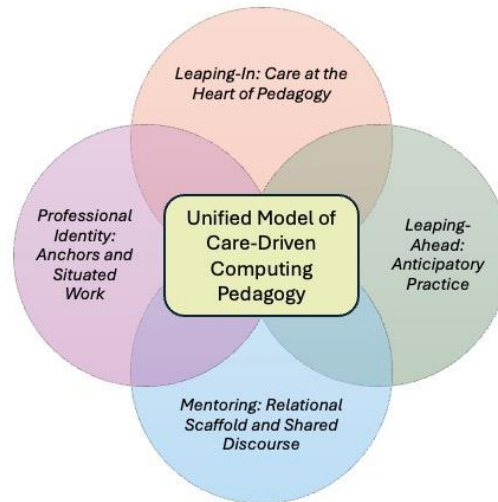 Leaping-In: Care at the
Heart of Pedagogy
Professional
Identity:
Anchors and
Situated
Work
Unified Model of
Care-Driven
Computing
Pedagogy
Leaping-
Ahead:
Anticipatory
Practice
Mentoring: Relational
Scaffold and Shared
Discourse